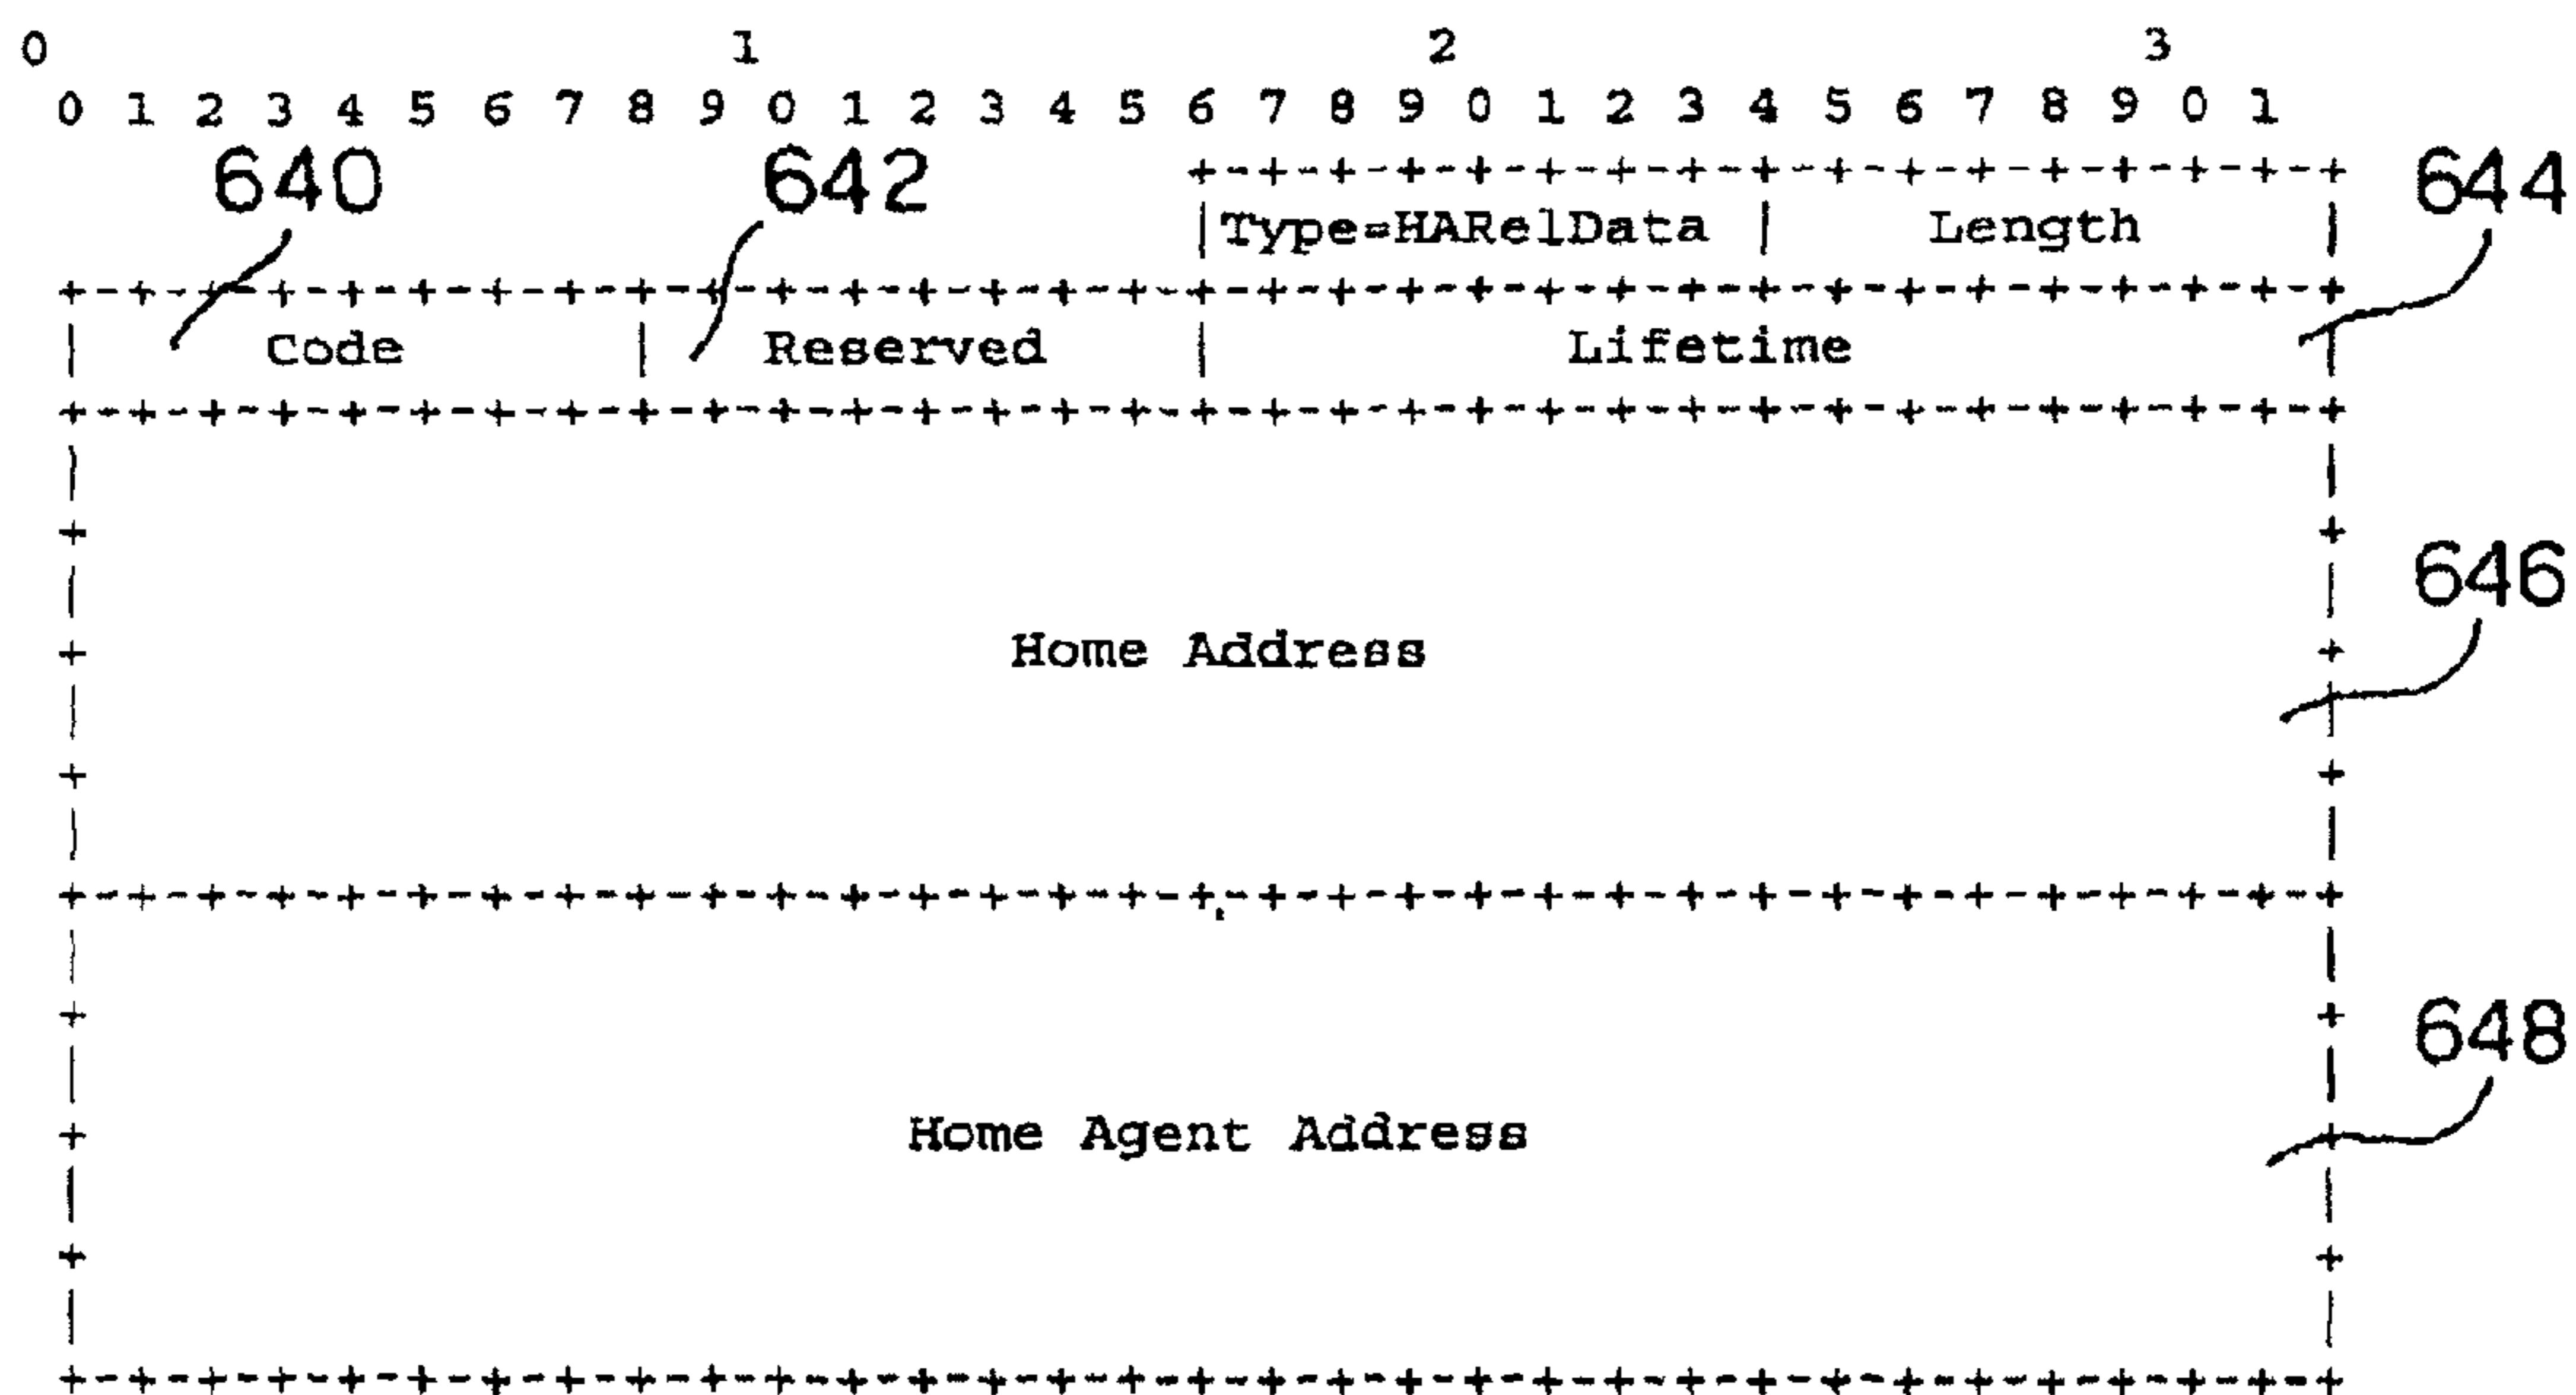 0 1 2 3
0 1 2 3 4 5 6 7 8 9 0 1 2 3 4 5 6 7 8 9 0 1 2 3 4 5 6 7 8 9 0 1
640 642 +-+-+-+-+-+-+-+-+-+-+-+-+-+-+-+-+ 644
|Type=HARelData | Length |
+-+-+-+-+-+-+-+-+-+-+-+-+-+-+-+-+-+-+-+-+-+-+-+-+-+-+-+-+-+-+-+-+
| Code | Reserved | Lifetime |
+-+-+-+-+-+-+-+-+-+-+-+-+-+-+-+-+-+-+-+-+-+-+-+-+-+-+-+-+-+-+-+-+
| |
+ +
| | 646
+ Home Address +
| |
+ +
| |
+-+-+-+-+-+-+-+-+-+-+-+-+-+-+-+-+-+-+-+-+-+-+-+-+-+-+-+-+-+-+-+-+
| |
+ + 648
| |
+ Home Agent Address +
| |
+ +
| |
+-+-+-+-+-+-+-+-+-+-+-+-+-+-+-+-+-+-+-+-+-+-+-+-+-+-+-+-+-+-+-+-+